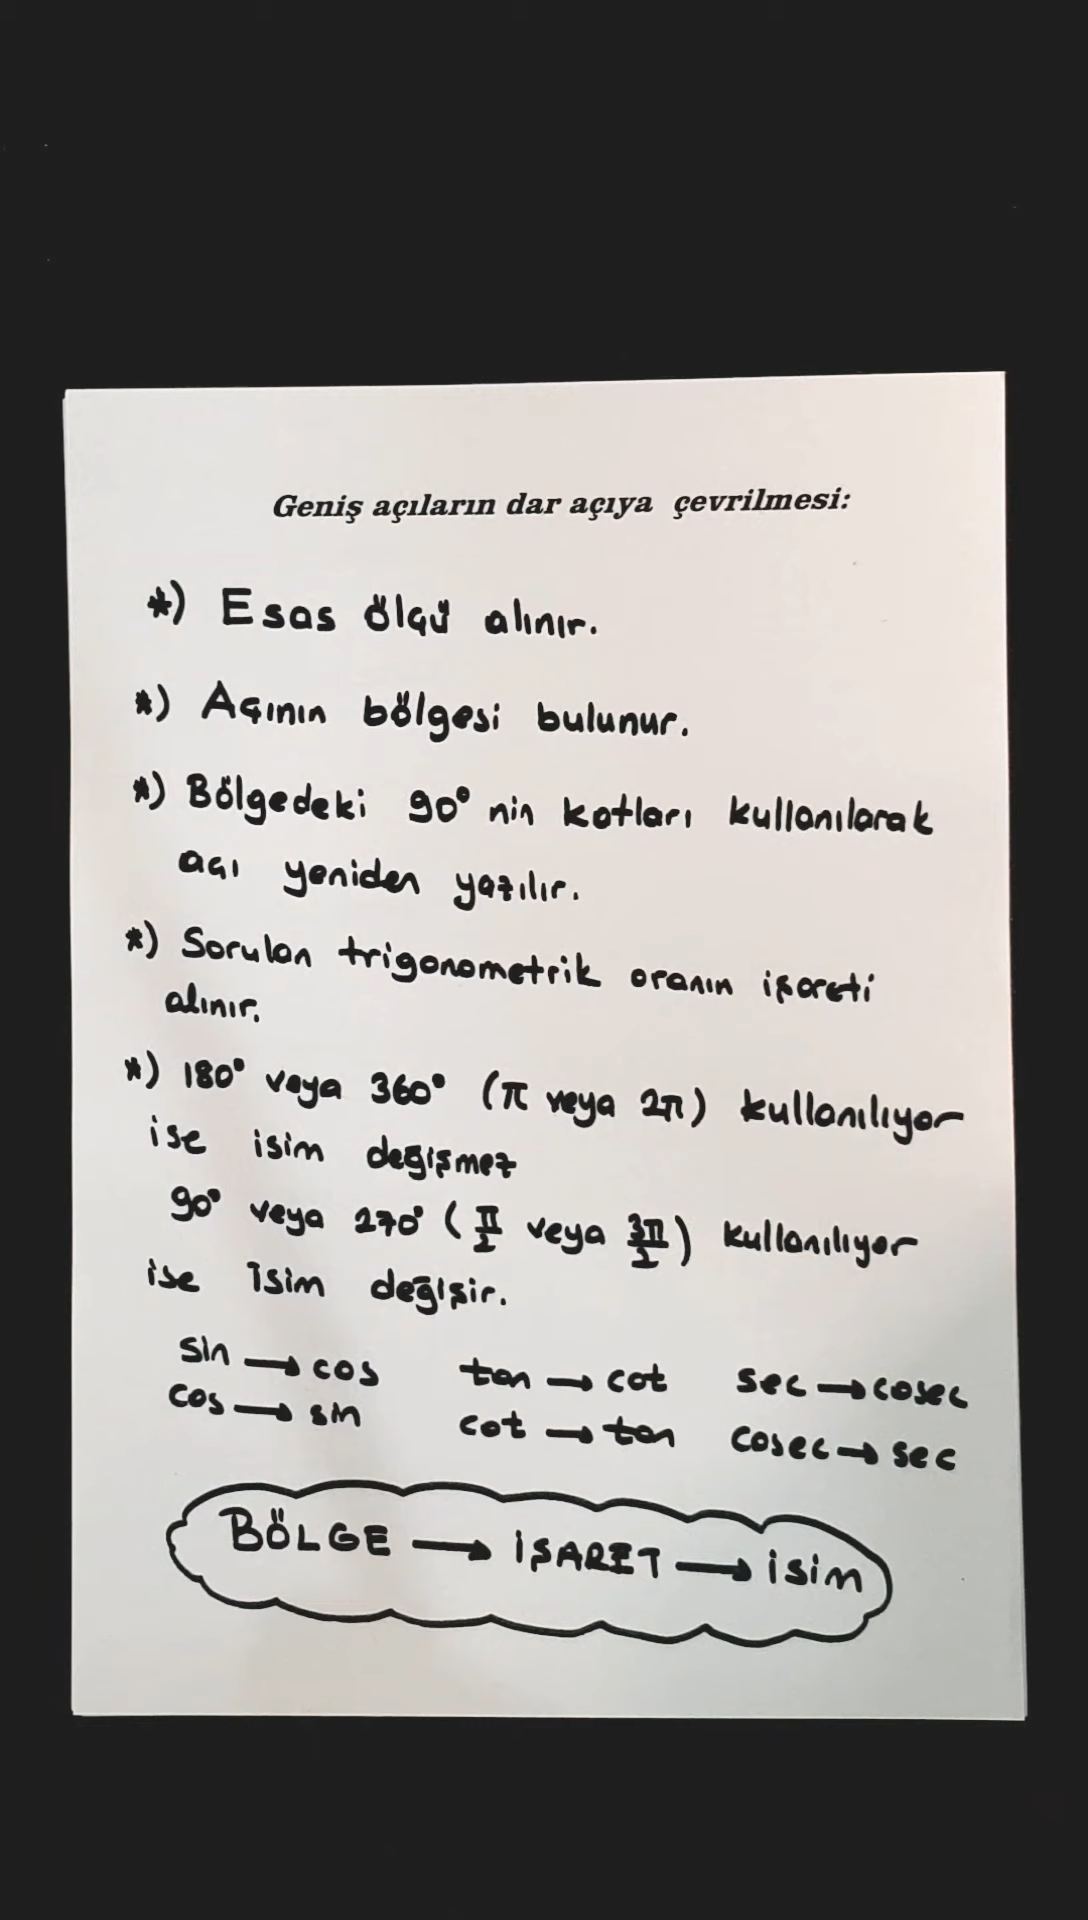 Geniş açıların dar açıya çevrilmesi:
*) Esas ölçü alınır.
*) Açının bölgesi bulunur.
*) Bölgedeki 90° nin katları kullanılarak
açı yeniden yazılır.
*) Sorulan trigonometrik oranın işareti
alınır.
*) 180° veya 360° (π veya 2π) kullanılıyor
ise isim değişmez
90° veya 270° (π/2 veya 3π/2) kullanılıyor
ise isim değişir.
sin → cos tan → cot sec → cosec
cos → sin cot → tan cosec → sec
BÖLGE → İŞARET → isim